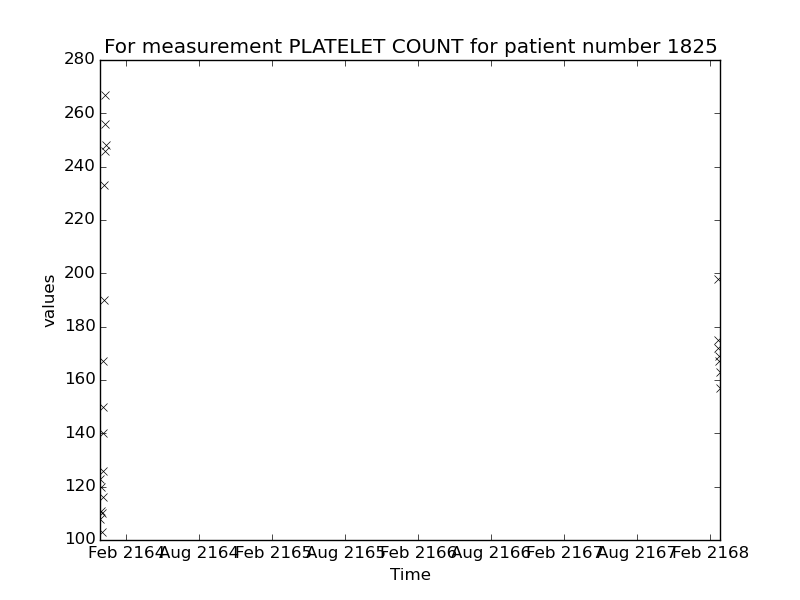 For measurement PLATELET COUNT for patient number 1825
280
260
240
220
200
180
160
140
120
100
values
Feb 2164 Aug 2164 Feb 2165 Aug 2165 Feb 2166 Aug 2166 Feb 2167 Aug 2167 Feb 2168
Time